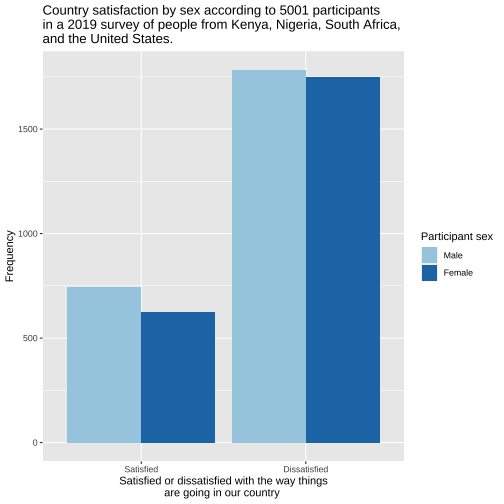 Country satisfaction by sex according to 5001 participants
in a 2019 survey of people from Kenya, Nigeria, South Africa,
and the United States.
1500
1000
500
0
Frequency
Satisfied
Dissatisfied
Satisfied or dissatisfied with the way things
are going in our country
Participant sex
Male
Female